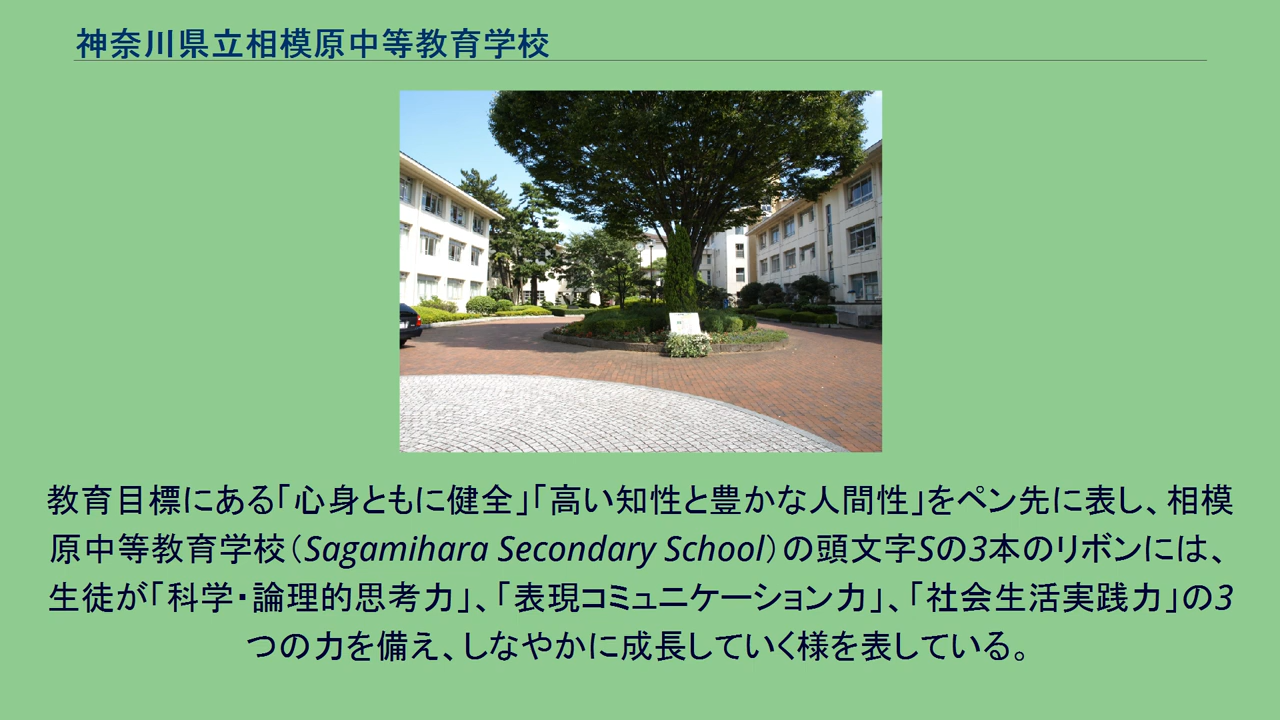 神奈川県立相模原中等教育学校
教育目標にある｢心身ともに健全｣｢高い知性と豊かな人間性｣をペン先に表し、相模
原中等教育学校（Sagamihara Secondary School）の頭文字Sの3本のリボンには、
生徒が｢科学・論理的思考力｣、｢表現コミュニケーション力｣、｢社会生活実践力｣の3
つの力を備え、しなやかに成長していく様を表している。